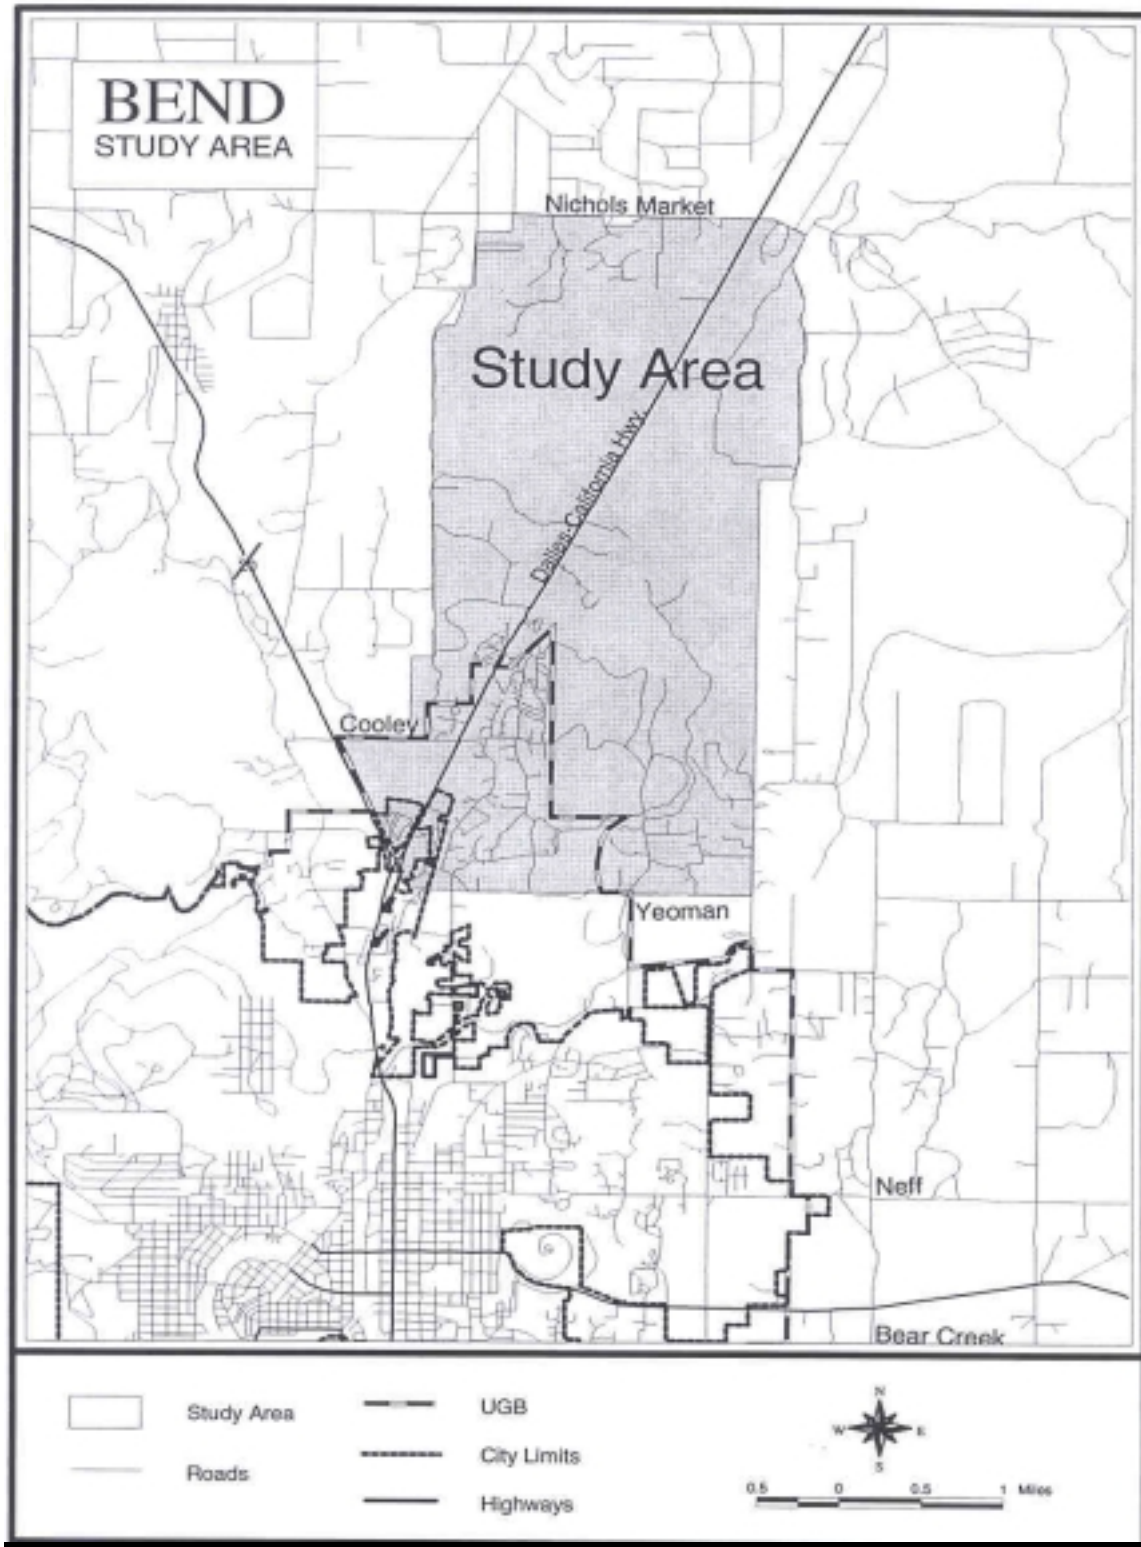 BEND
STUDY AREA
Nichols Market
Study Area
Dalles-California Hwy.
Cooley
Yeoman
Neff
Bear Creek
Study Area
Roads
UGB
City Limits
Highways
N
W E
S
0.5 0 0.5 1 Miles